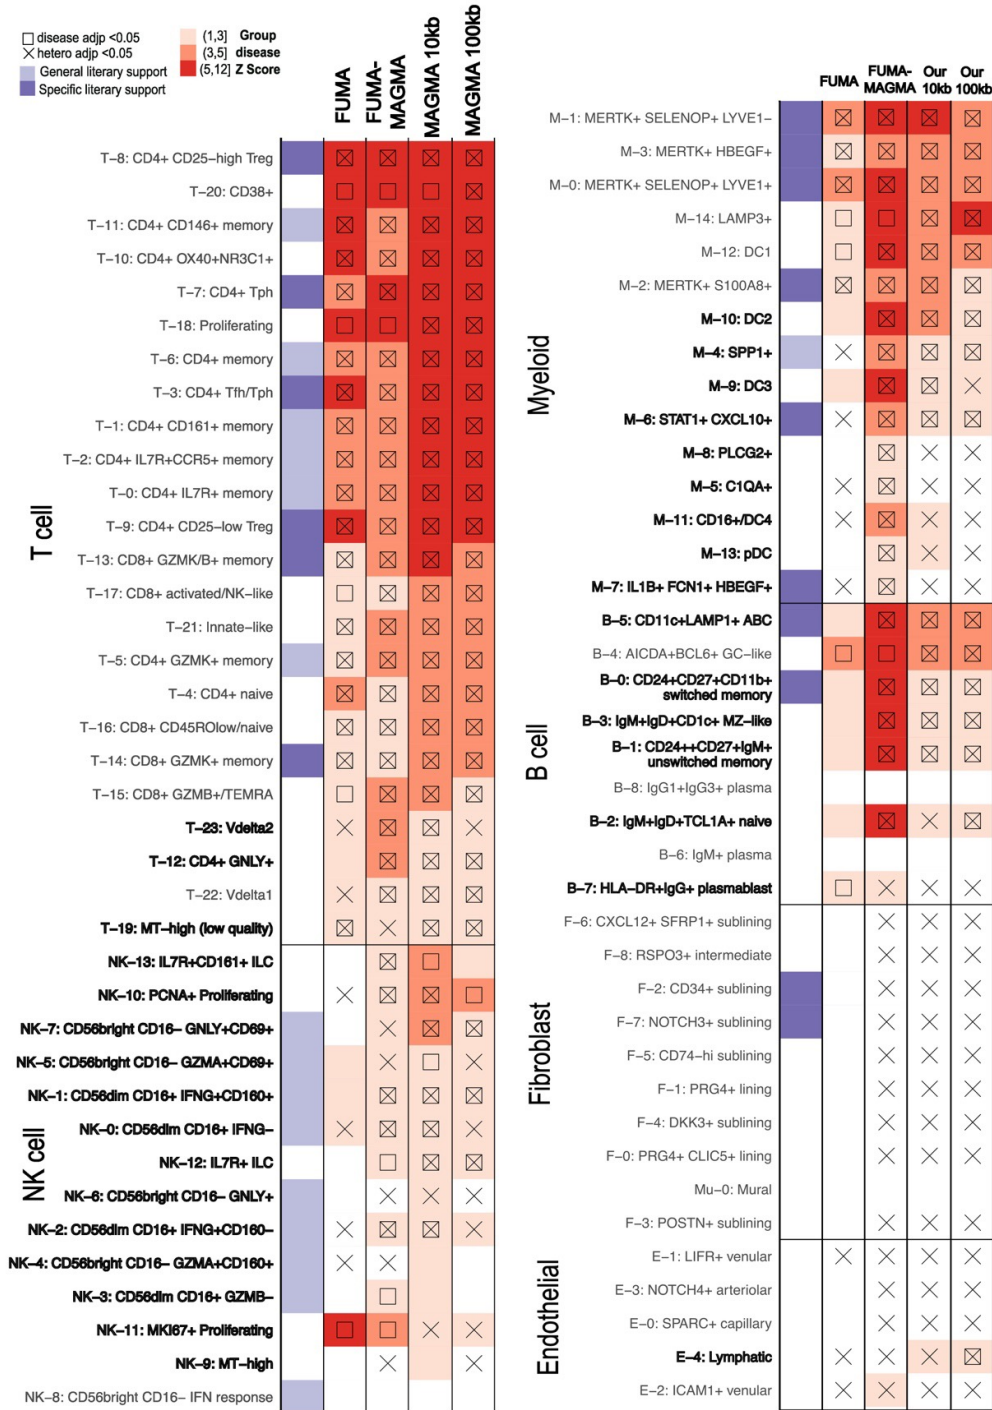 disease adjp <0.05
hetero adjp <0.05
General literary support
Specific literary support
(1,3] Group
(3,5] disease
(5,12] Z Score
FUMA
FUMA-
MAGMA
MAGMA 10kb
MAGMA 100kb
T cell
T−8: CD4+ CD25−high Treg
T−20: CD38+
T−11: CD4+ CD146+ memory
T−10: CD4+ OX40+NR3C1+
T−7: CD4+ Tph
T−18: Proliferating
T−6: CD4+ memory
T−3: CD4+ Tfh/Tph
T−1: CD4+ CD161+ memory
T−2: CD4+ IL7R+CCR5+ memory
T−0: CD4+ IL7R+ memory
T−9: CD4+ CD25−low Treg
T−13: CD8+ GZMK/B+ memory
T−17: CD8+ activated/NK−like
T−21: Innate−like
T−5: CD4+ GZMK+ memory
T−4: CD4+ naive
T−16: CD8+ CD45ROlow/naive
T−14: CD8+ GZMK+ memory
T−15: CD8+ GZMB+/TEMRA
T−23: Vdelta2
T−12: CD4+ GNLY+
T−22: Vdelta1
T−19: MT−high (low quality)
NK cell
NK−13: IL7R+CD161+ ILC
NK−10: PCNA+ Proliferating
NK−7: CD56bright CD16− GNLY+CD69+
NK−5: CD56bright CD16− GZMA+CD69+
NK−1: CD56dim CD16+ IFNG+CD160+
NK−0: CD56dim CD16+ IFNG−
NK−12: IL7R+ ILC
NK−6: CD56bright CD16− GNLY+
NK−2: CD56dim CD16+ IFNG+CD160−
NK−4: CD56bright CD16− GZMA+CD160+
NK−3: CD56dim CD16+ GZMB−
NK−11: MKI67+ Proliferating
NK−9: MT−high
NK−8: CD56bright CD16− IFN response
FUMA
FUMA-
MAGMA
Our
10kb
Our
100kb
Myeloid
M−1: MERTK+ SELENOP+ LYVE1−
M−3: MERTK+ HBEGF+
M−0: MERTK+ SELENOP+ LYVE1+
M−14: LAMP3+
M−12: DC1
M−2: MERTK+ S100A8+
M−10: DC2
M−4: SPP1+
M−9: DC3
M−6: STAT1+ CXCL10+
M−8: PLCG2+
M−5: C1QA+
M−11: CD16+/DC4
M−13: pDC
M−7: IL1B+ FCN1+ HBEGF+
B cell
B−5: CD11c+LAMP1+ ABC
B−4: AICDA+BCL6+ GC−like
B−0: CD24+CD27+CD11b+
switched memory
B−3: IgM+IgD+CD1c+ MZ−like
B−1: CD24++CD27+IgM+
unswitched memory
B−8: IgG1+IgG3+ plasma
B−2: IgM+IgD+TCL1A+ naive
B−6: IgM+ plasma
B−7: HLA−DR+IgG+ plasmablast
Fibroblast
F−6: CXCL12+ SFRP1+ sublining
F−8: RSPO3+ intermediate
F−2: CD34+ sublining
F−7: NOTCH3+ sublining
F−5: CD74−hi sublining
F−1: PRG4+ lining
F−4: DKK3+ sublining
F−0: PRG4+ CLIC5+ lining
Mu−0: Mural
F−3: POSTN+ sublining
Endothelial
E−1: LIFR+ venular
E−3: NOTCH4+ arteriolar
E−0: SPARC+ capillary
E−4: Lymphatic
E−2: ICAM1+ venular